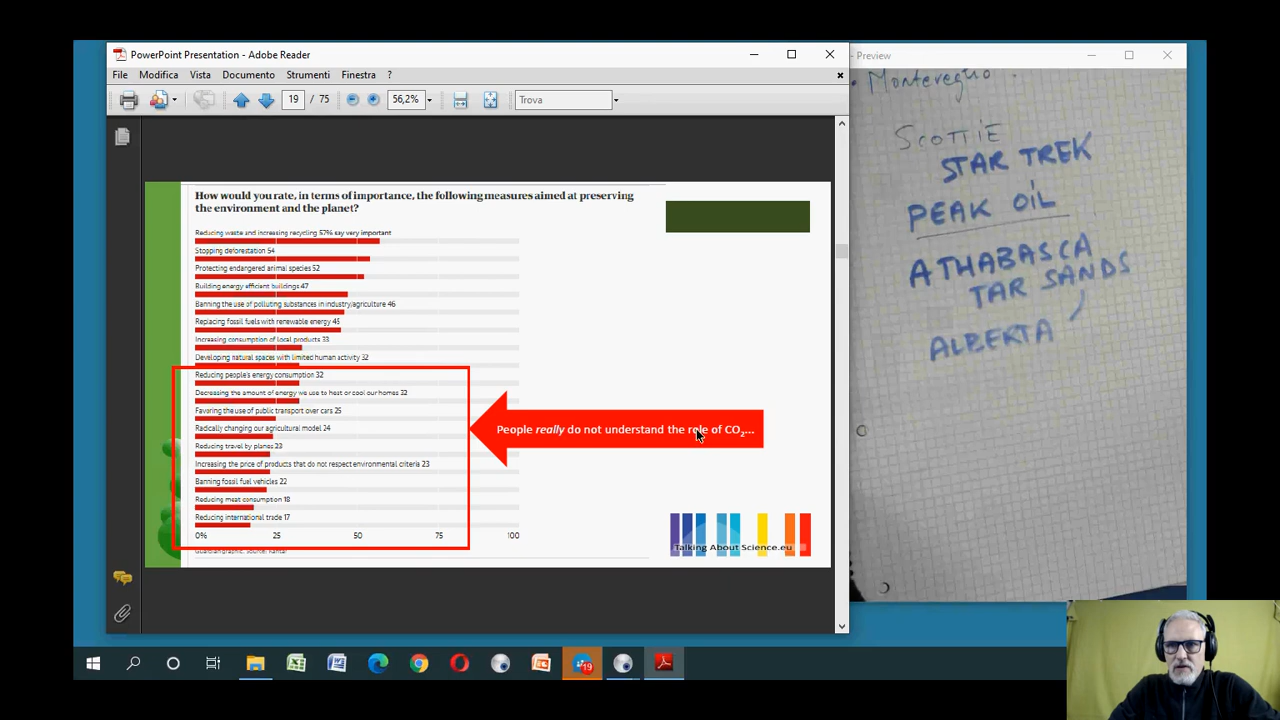 PowerPoint Presentation - Adobe Reader
File Modifica Vista Documento Strumenti Finestra ?
19 / 75 56,2% Trova
How would you rate, in terms of importance, the following measures aimed at preserving
the environment and the planet?
Reducing waste and increasing recycling 57% say very important
Stopping deforestation 54
Protecting endangered animal species 52
Building energy efficient buildings 47
Banning the use of polluting substances in industry/agriculture 46
Replacing fossil fuels with renewable energy 45
Increasing consumption of local products 33
Developing natural spaces with limited human activity 32
Reducing people's energy consumption 32
Decreasing the amount of energy we use to heat or cool our homes 32
Favoring the use of public transport over cars 25
Radically changing our agricultural model 24
Reducing travel by planes 23
Increasing the price of products that do not respect environmental criteria 23
Banning fossil fuel vehicles 22
Reducing meat consumption 18
Reducing international trade 17
0% 25 50 75 100
Guardian graphic. Source: Kantar
People really do not understand the role of CO₂...
Talking About Science.eu
- Preview
Monteveglio
SCOTTIE
STAR TREK
PEAK OIL
ATHABASCA
TAR SANDS
ALBERTA
19